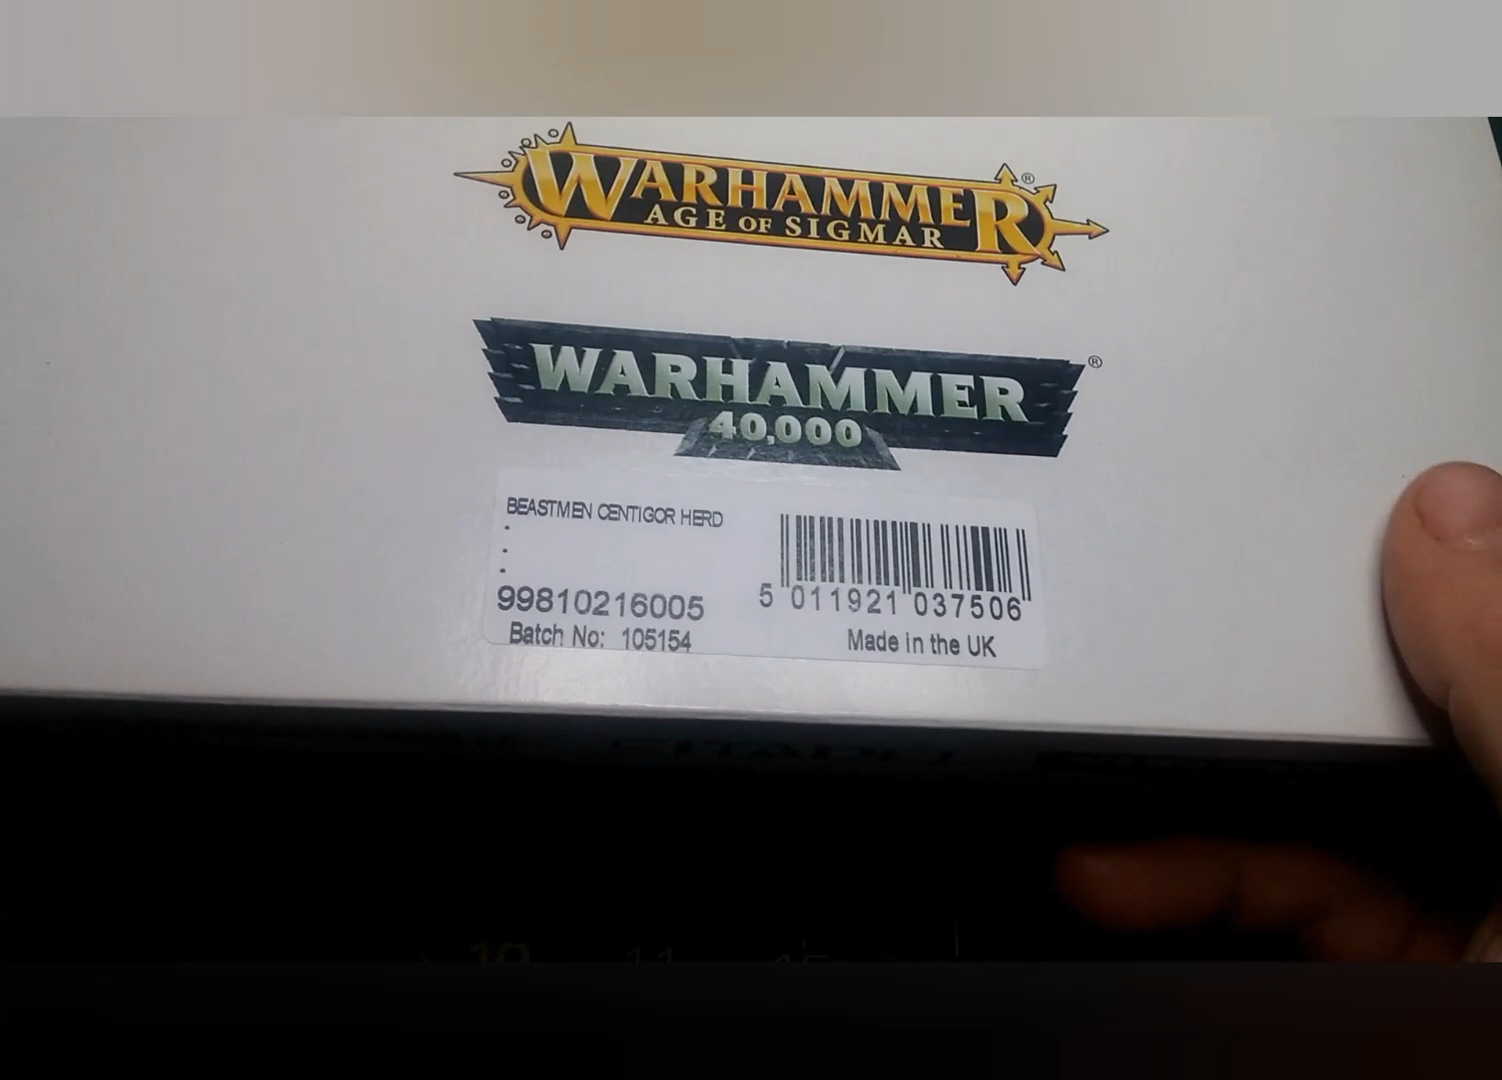 WARHAMMER®
AGE OF SIGMAR
WARHAMMER®
40,000
BEASTMEN CENTIGOR HERD
.
.
.
99810216005
5 011921 037506
Batch No: 105154
Made in the UK